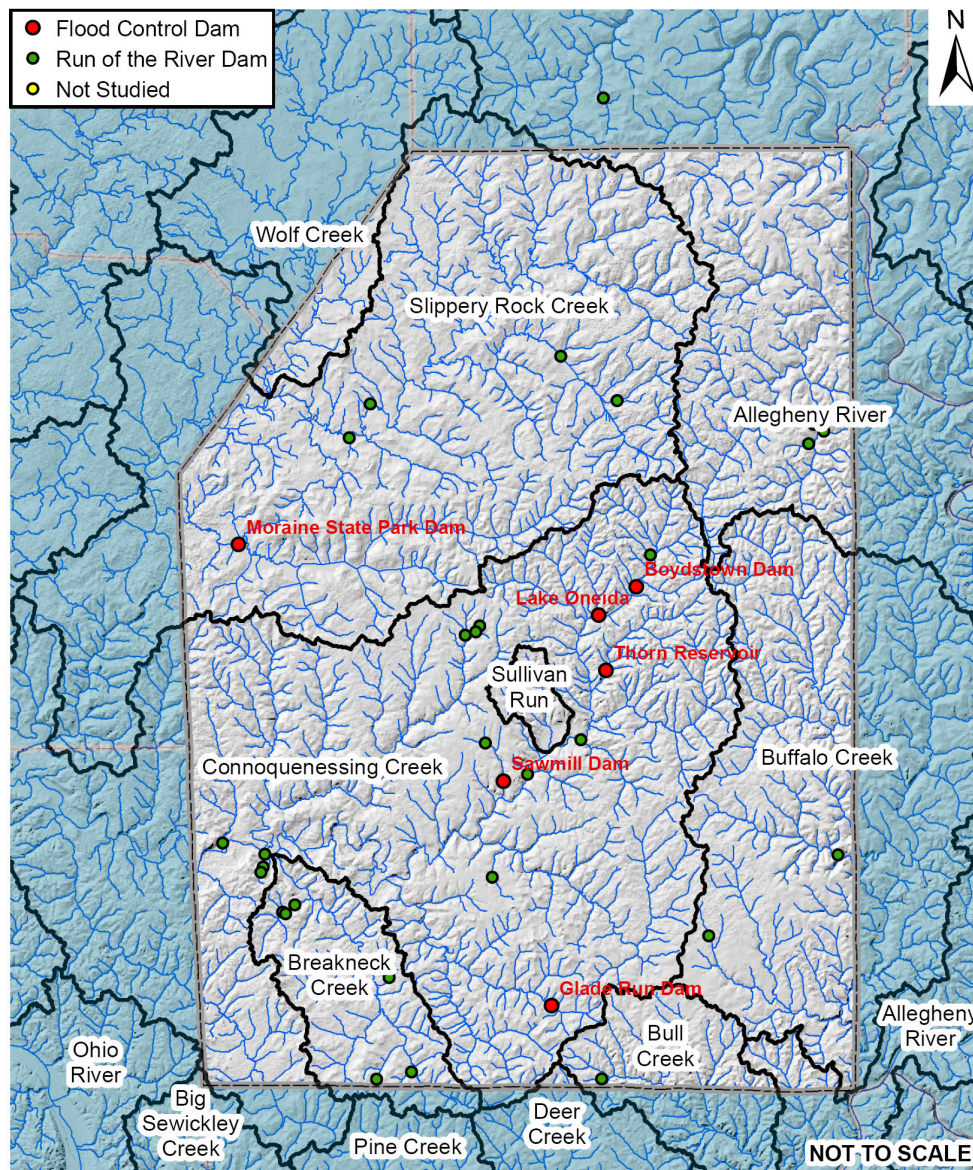 Flood Control Dam
Run of the River Dam
Not Studied
N
Wolf Creek
Slippery Rock Creek
Allegheny River
Moraine State Park Dam
Boydstown Dam
Lake Oneida
Thorn Reservoir
Sullivan
Run
Connoquenessing Creek
Sawmill Dam
Buffalo Creek
Breakneck
Creek
Glade Run Dam
Bull
Creek
Allegheny
River
Ohio
River
Big
Sewickley
Creek
Pine Creek
Deer
Creek
NOT TO SCALE